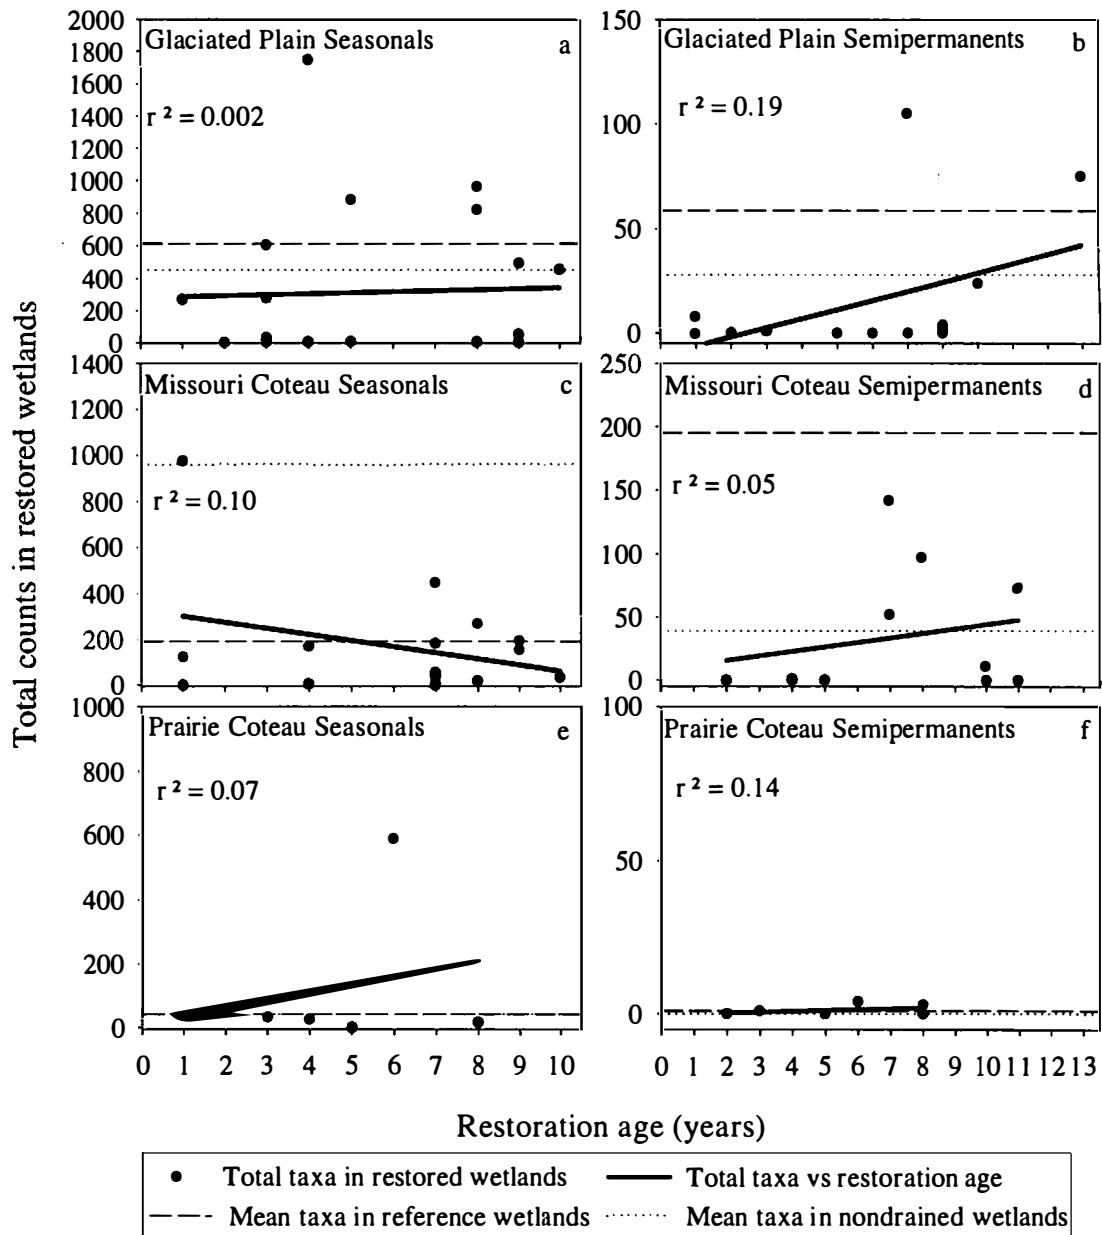 Total counts in restored wetlands
Glaciated Plain Seasonals a
r² = 0.002
2000
1800
1600
1400
1200
1000
800
600
400
200
0
Glaciated Plain Semipermanents b
r² = 0.19
150
100
50
0
Missouri Coteau Seasonals c
r² = 0.10
1400
1200
1000
800
600
400
200
0
Missouri Coteau Semipermanents d
r² = 0.05
250
200
150
100
50
0
Prairie Coteau Seasonals e
r² = 0.07
1000
800
600
400
200
0
0 1 2 3 4 5 6 7 8 9 10
Prairie Coteau Semipermanents f
r² = 0.14
100
50
0
0 1 2 3 4 5 6 7 8 9 10 11 12 13
Restoration age (years)
Total taxa in restored wetlands
Total taxa vs restoration age
Mean taxa in reference wetlands
Mean taxa in nondrained wetlands